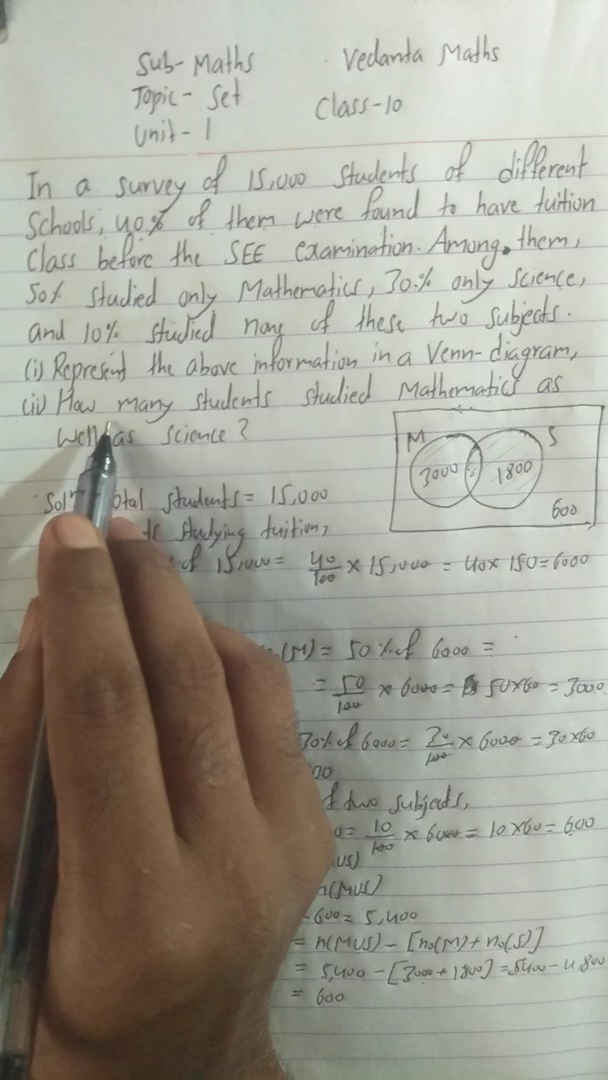 Sub- Maths Vedanta Maths
Topic- Set Class-10
Unit- 1
In a survey of 15,000 students of different
Schools, 40% of them were found to have tuition
Class before the SEE examination. Among them,
50% studied only Mathematics, 30% only science,
and 10% studied none of these two subjects.
(i) Represent the above information in a Venn-diagram,
(ii) How many students studied Mathematics as
well as science?
M S
3000 1800
600
Total students = 15,000
studying tuition,
of 15,000 = 40/100 × 15,000 = 40 × 150 = 6000
(M) = 50% of 6000 =
= 50/100 × 6000 = 50×60 = 3000
30% of 6000 = 30/100 × 6000 = 30×60
00
of two subjects,
= 10/100 × 6000 = 10×60 = 600
US)
n(MUS)
-600 = 5,400
= n(MUS) - [no(M) + no(S)]
= 5,400 - [3000 + 1800] = 5400 - 4800
= 600